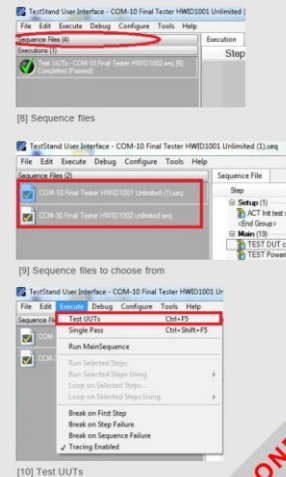 TestStand User Interface - COM-10 Final Tester HWID1001 Unlimited (
File Edit Execute Debug Configure Tools Help
Sequence Files (4)
Execution
Executions (1)
Step
Test UUTs - COM-10 Final Tester HWID1002.seq [6]
Completed [Passed]
[8] Sequence files
TestStand User Interface - COM-10 Final Tester HWID1001 Unlimited (1).seq
File Edit Execute Debug Configure Tools Help
Sequence Files (2)
Sequence File
COM-10 Final Tester HWID1001 Unlimited (1).seq
Step
Setup (1)
ACT Init test
<End Group>
COM-30 Final Tester HWID1002 unlimited.seq
Main (19)
TEST DUT c
TEST Power
[9] Sequence files to choose from
TestStand User Interface - COM-10 Final Tester HWID1001 Un
File Edit Execute Debug Configure Tools Help
Sequence Fi
Test UUTs Ctrl+F5
Single Pass Ctrl+Shift+F5
COM-
Run MainSequence
COM-
Run Selected Steps
Run Selected Steps Using
Loop on Selected Steps...
Loop on Selected Steps Using
Break on First Step
Break on Step Failure
Break on Sequence Failure
Tracing Enabled
[10] Test UUTs
ONF